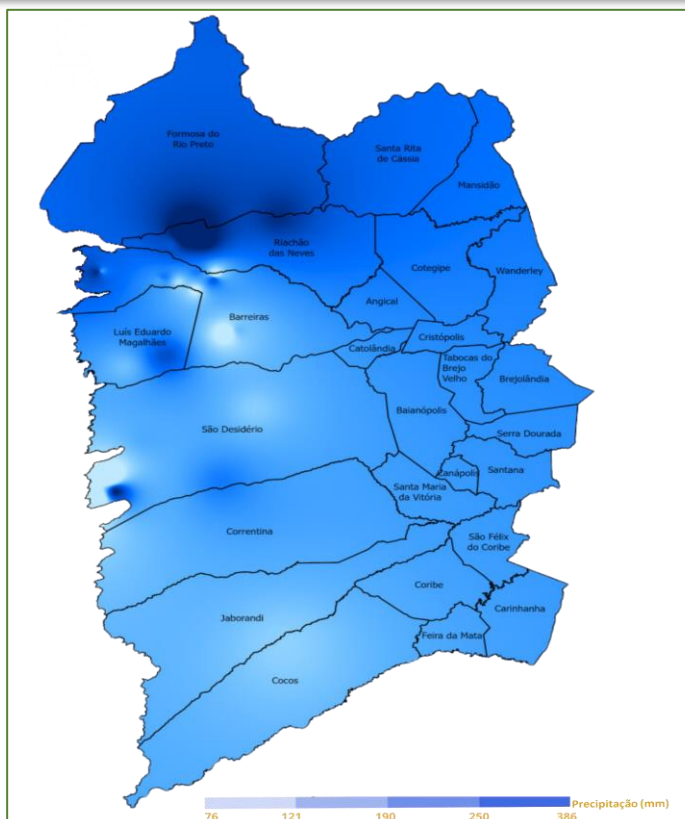 Formosa do
Rio Preto
Santa Rita
de Cássia
Mansidão
Riachão
das Neves
Cotegipe
Wanderley
Angical
Luís Eduardo
Magalhães
Barreiras
Cristópolis
Catolândia
Tabocas do
Brejo
Velho
Brejolândia
Baianópolis
São Desidério
Serra Dourada
Canápolis
Santana
Santa Maria
da Vitória
Correntina
São Félix
do Coribe
Coribe
Carinhanha
Jaborandi
Feira da Mata
Cocos
Precipitação (mm)
76 121 190 250 386